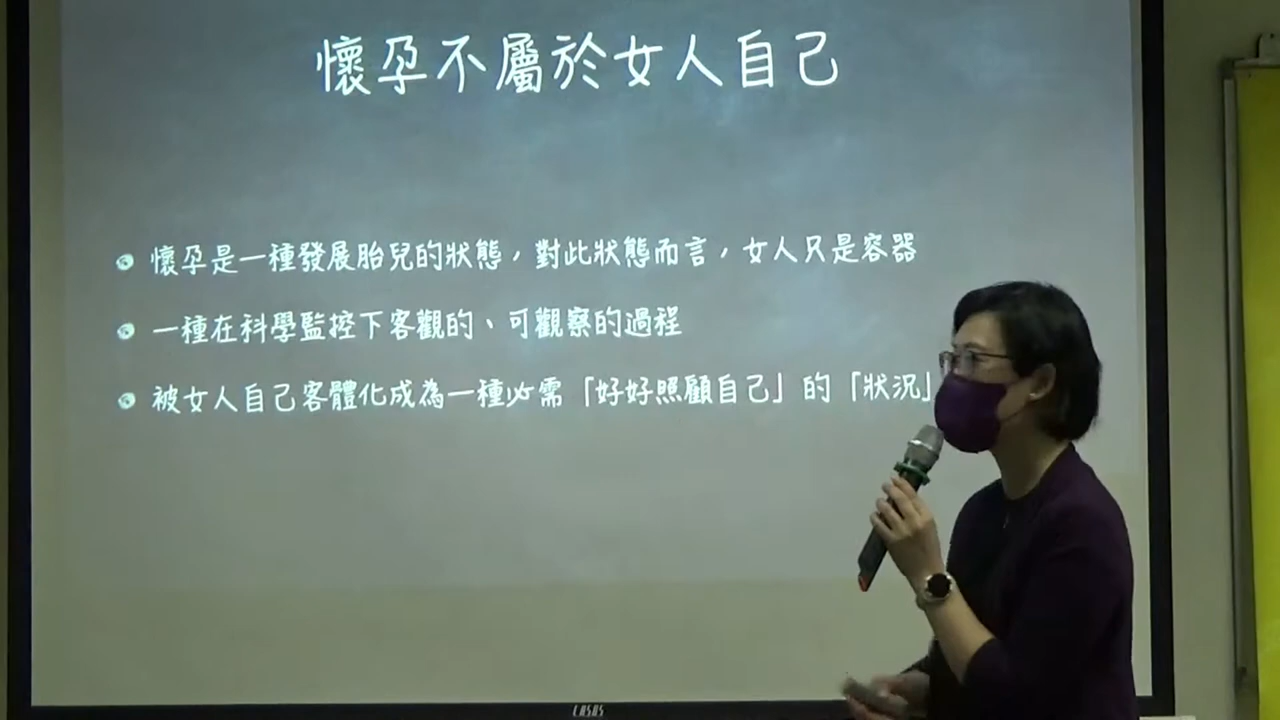 懷孕不屬於女人自己
懷孕是一種發展胎兒的狀態，對此狀態而言，女人只是容器
一種在科學監控下客觀的、可觀察的過程
被女人自己客體化成為一種必需「好好照顧自己」的「狀況」